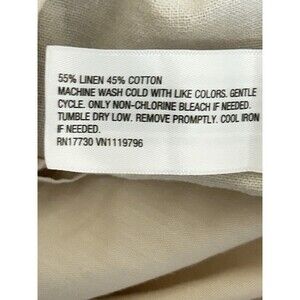 55% LINEN 45% COTTON
MACHINE WASH COLD WITH LIKE COLORS. GENTLE
CYCLE. ONLY NON-CHLORINE BLEACH IF NEEDED.
TUMBLE DRY LOW. REMOVE PROMPTLY. COOL IRON
IF NEEDED.
RN17730 VN1119796